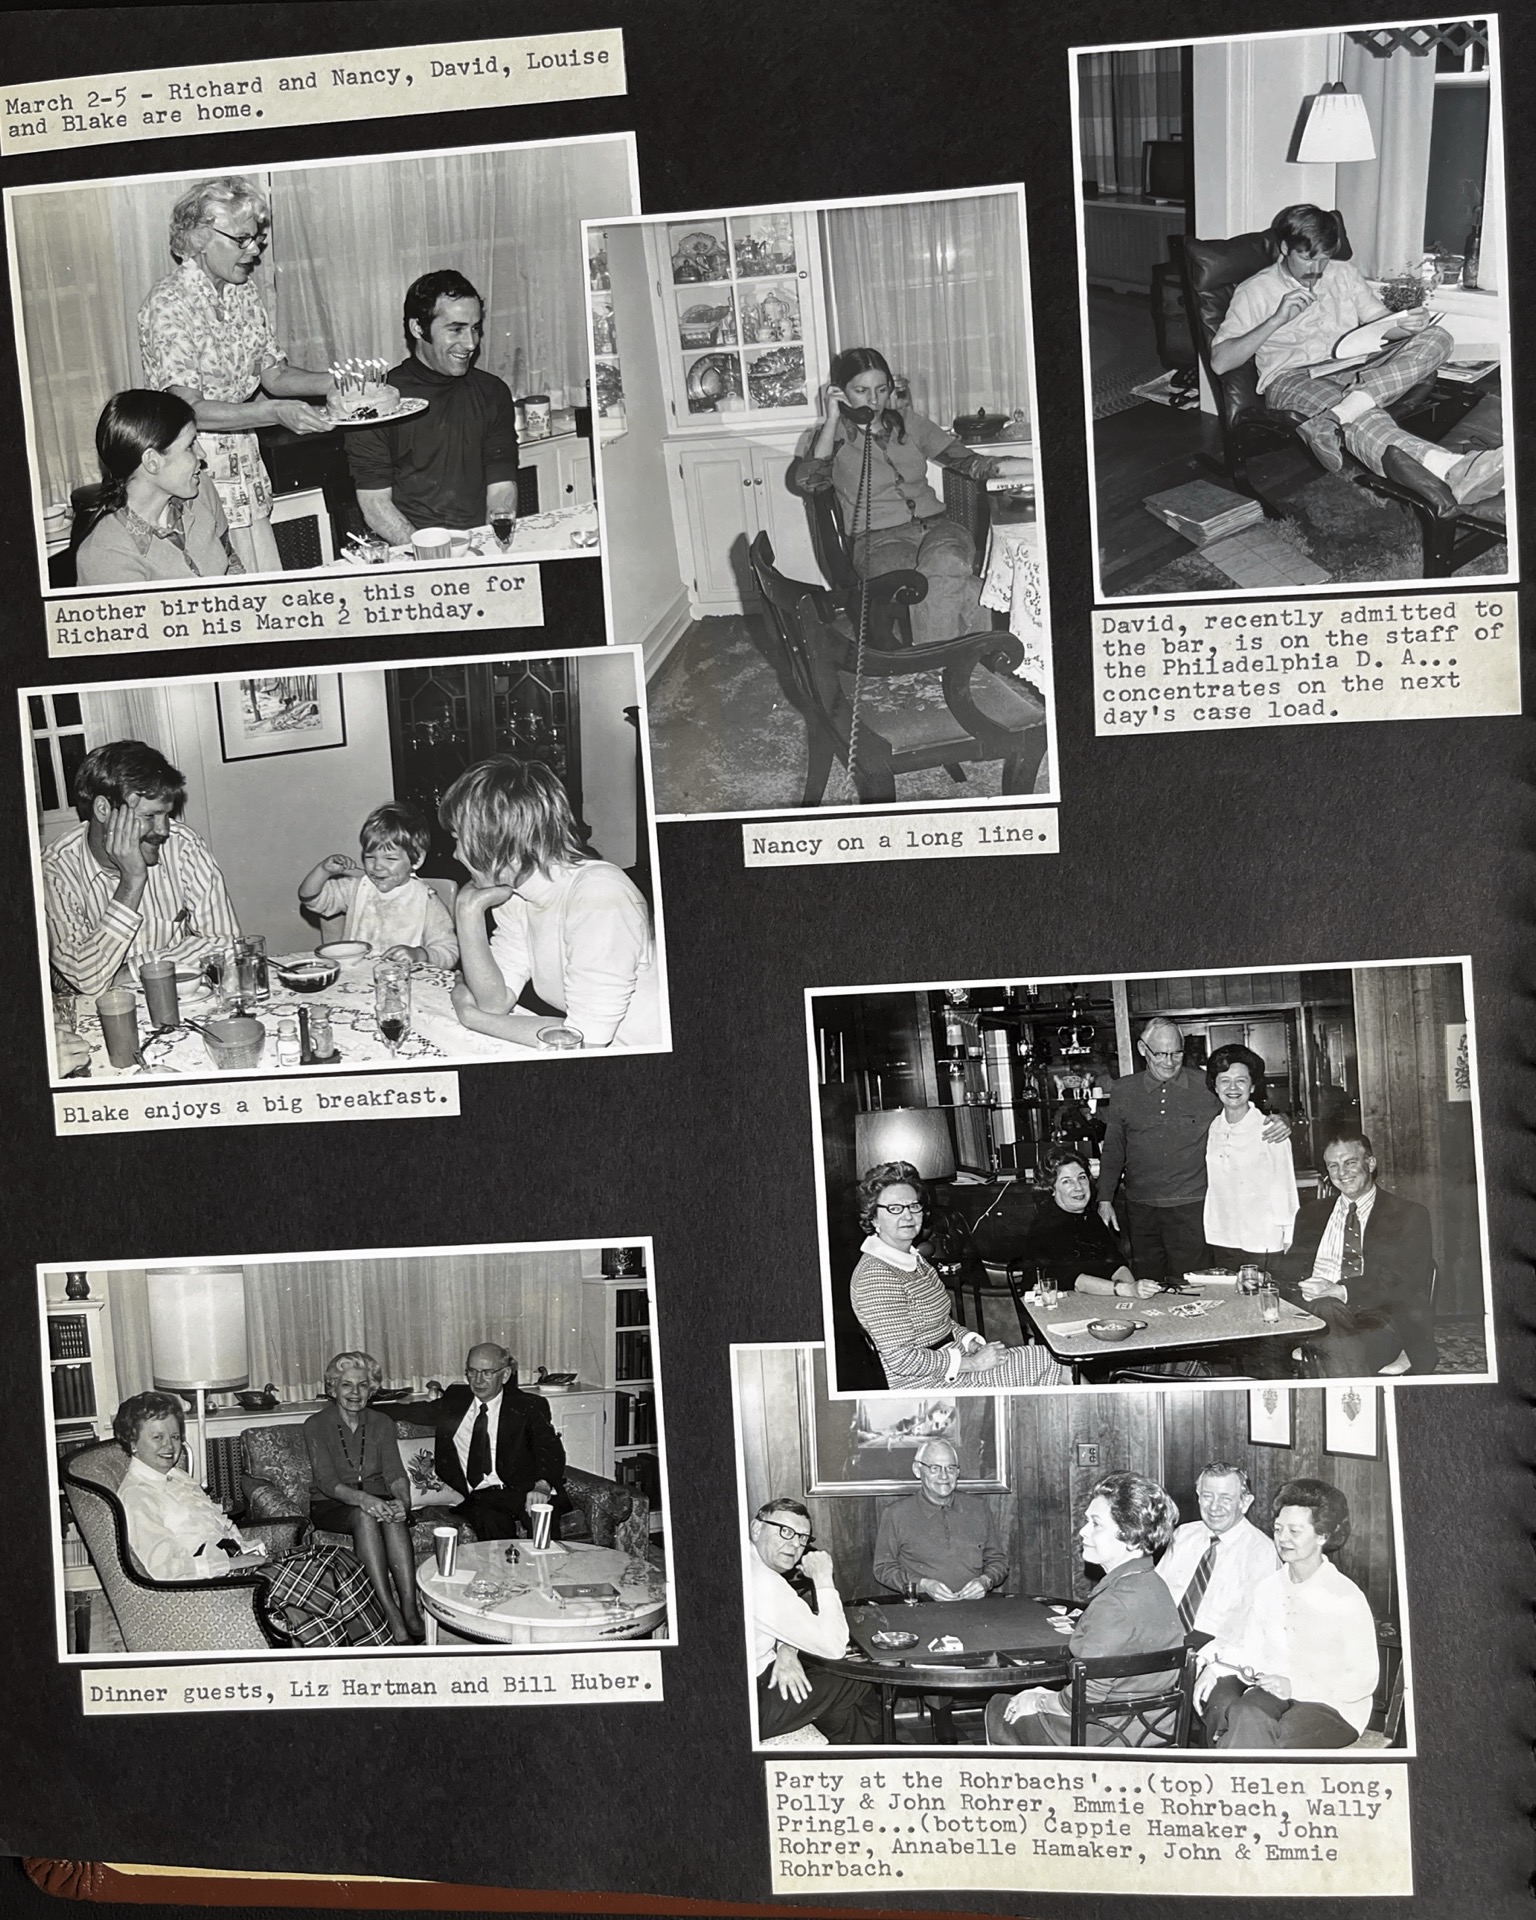 March 2-5 - Richard and Nancy, David, Louise
and Blake are home.
Another birthday cake, this one for
Richard on his March 2 birthday.
David, recently admitted to
the bar, is on the staff of
the Philadelphia D. A...
concentrates on the next
day's case load.
Nancy on a long line.
Blake enjoys a big breakfast.
Dinner guests, Liz Hartman and Bill Huber.
Party at the Rohrbachs'...(top) Helen Long,
Polly & John Rohrer, Emmie Rohrbach, Wally
Pringle...(bottom) Cappie Hamaker, John
Rohrer, Annabelle Hamaker, John & Emmie
Rohrbach.